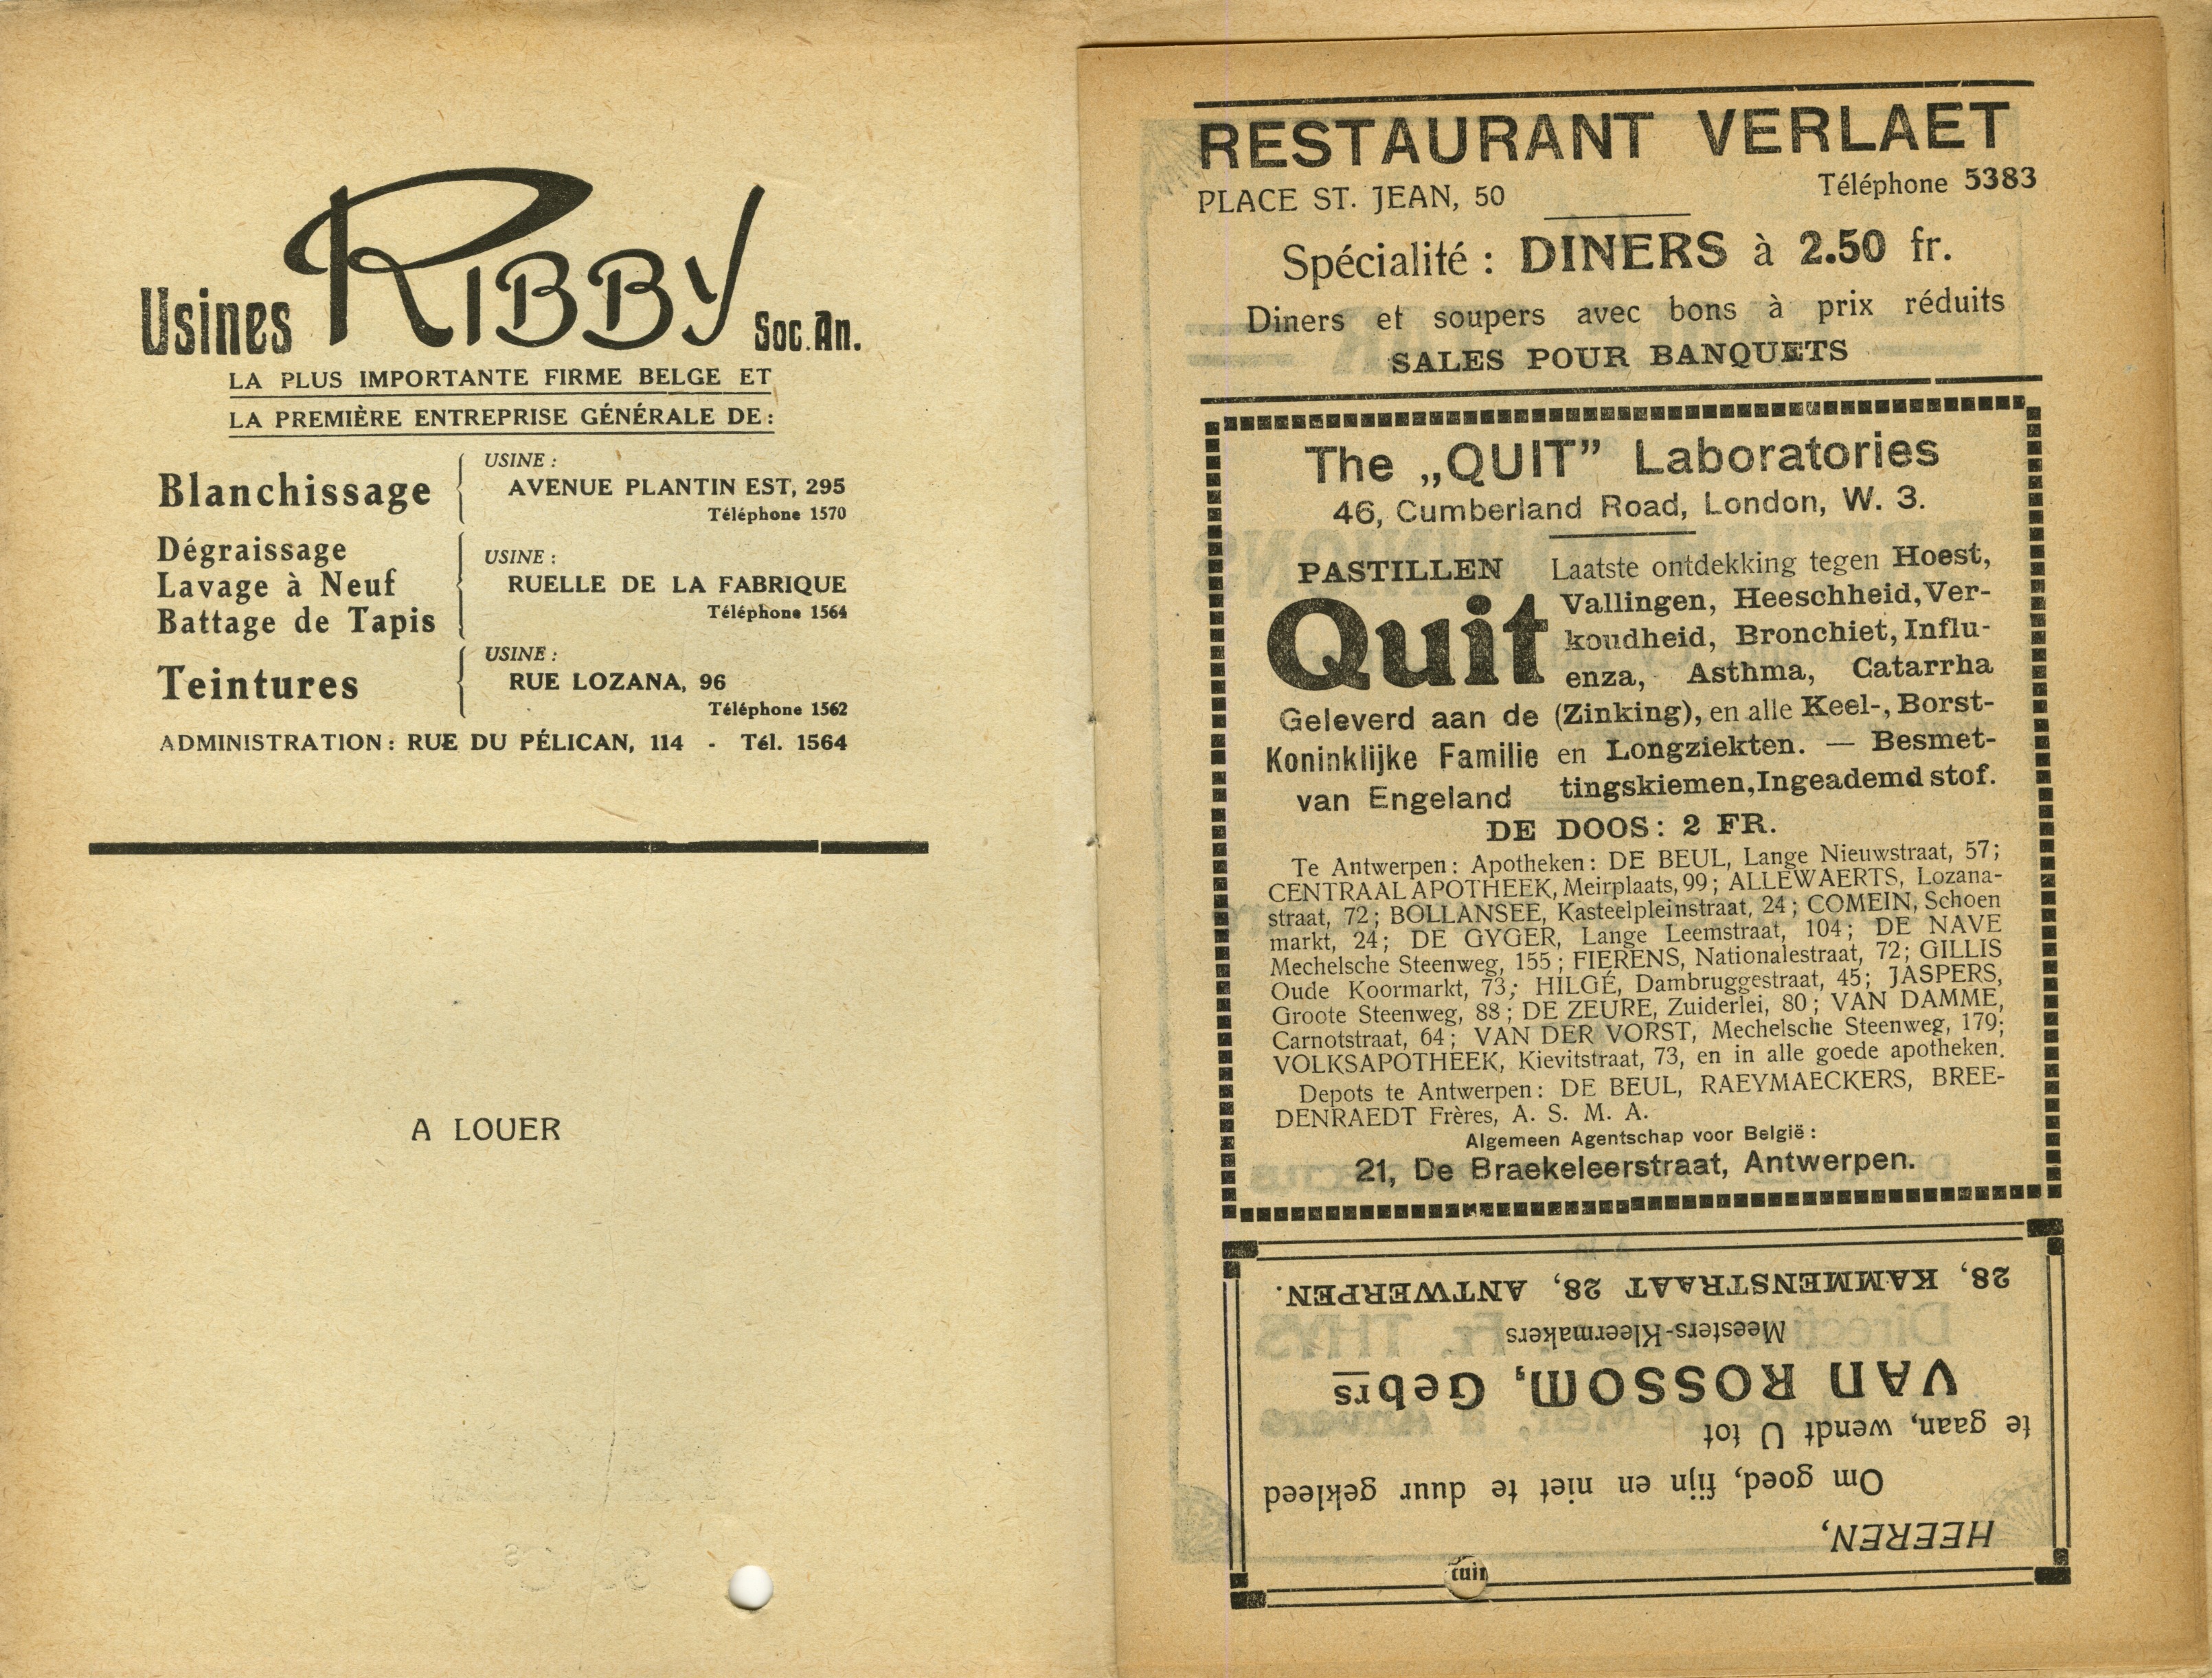 Usines RIBBY Soc. An.
LA PLUS IMPORTANTE FIRME BELGE ET
LA PREMIÈRE ENTREPRISE GÉNÉRALE DE:
Blanchissage
USINE :
AVENUE PLANTIN EST, 295
Téléphone 1570
Dégraissage
Lavage à Neuf
Battage de Tapis
USINE :
RUELLE DE LA FABRIQUE
Téléphone 1564
Teintures
USINE :
RUE LOZANA, 96
Téléphone 1562
ADMINISTRATION: RUE DU PÉLICAN, 114 - Tél. 1564
A LOUER
RESTAURANT VERLAET
PLACE ST. JEAN, 50 Téléphone 5383
Spécialité : DINERS à 2.50 fr.
Diners et soupers avec bons à prix réduits
SALES POUR BANQUETS
The „QUIT” Laboratories
46, Cumberland Road, London, W. 3.
PASTILLEN
Quit
Geleverd aan de
Koninklijke Familie
van Engeland
Laatste ontdekking tegen Hoest,
Vallingen, Heeschheid, Ver-
koudheid, Bronchiet, Influ-
enza, Asthma, Catarrha
(Zinking), en alle Keel-, Borst-
en Longziekten. — Besmet-
tingskiemen, Ingeademd stof.
DE DOOS: 2 FR.
Te Antwerpen: Apotheken: DE BEUL, Lange Nieuwstraat, 57;
CENTRAAL APOTHEEK, Meirplaats, 99; ALLEWAERTS, Lozana-
straat, 72; BOLLANSEE, Kasteelpleinstraat, 24; COMEIN, Schoen
markt, 24; DE GYGER, Lange Leemstraat, 104; DE NAVE
Mechelsche Steenweg, 155; FIERENS, Nationalestraat, 72; GILLIS
Oude Koormarkt, 73; HILGÉ, Dambruggestraat, 45; JASPERS,
Groote Steenweg, 88; DE ZEURE, Zuiderlei, 80; VAN DAMME,
Carnotstraat, 64; VAN DER VORST, Mechelsche Steenweg, 179;
VOLKSAPOTHEEK, Kievitstraat, 73, en in alle goede apotheken.
Depots te Antwerpen: DE BEUL, RAEYMAECKERS, BREE-
DENRAEDT Frères, A. S. M. A.
Algemeen Agentschap voor België:
21, De Braekeleerstraat, Antwerpen.
HEEREN,
Om goed, fijn en niet te duur gekleed
te gaan, wendt U tot
VAN ROSSOM, Gebrs
Meesters-Kleermakers
28, KAMMENSTRAAT 28, ANTWERPEN.